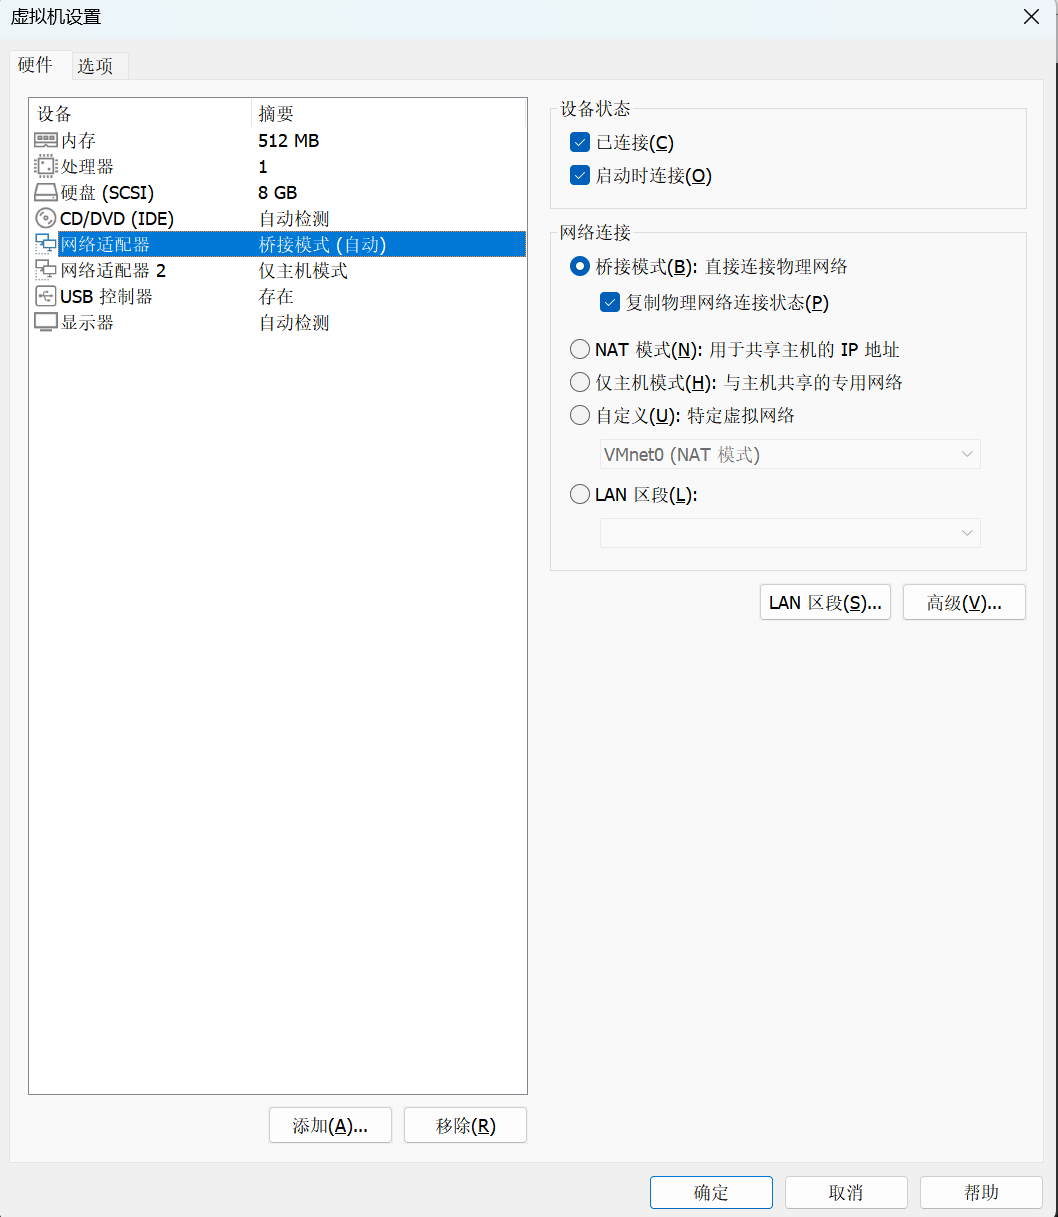 虚拟机设置
硬件 选项
设备 摘要
内存 512 MB
处理器 1
硬盘 (SCSI) 8 GB
CD/DVD (IDE) 自动检测
网络适配器 桥接模式 (自动)
网络适配器 2 仅主机模式
USB 控制器 存在
显示器 自动检测
添加(A)... 移除(R)
设备状态
已连接(C)
启动时连接(O)
网络连接
桥接模式(B): 直接连接物理网络
复制物理网络连接状态(P)
NAT 模式(N): 用于共享主机的 IP 地址
仅主机模式(H): 与主机共享的专用网络
自定义(U): 特定虚拟网络
VMnet0 (NAT 模式)
LAN 区段(L):
LAN 区段(S)... 高级(V)...
确定 取消 帮助